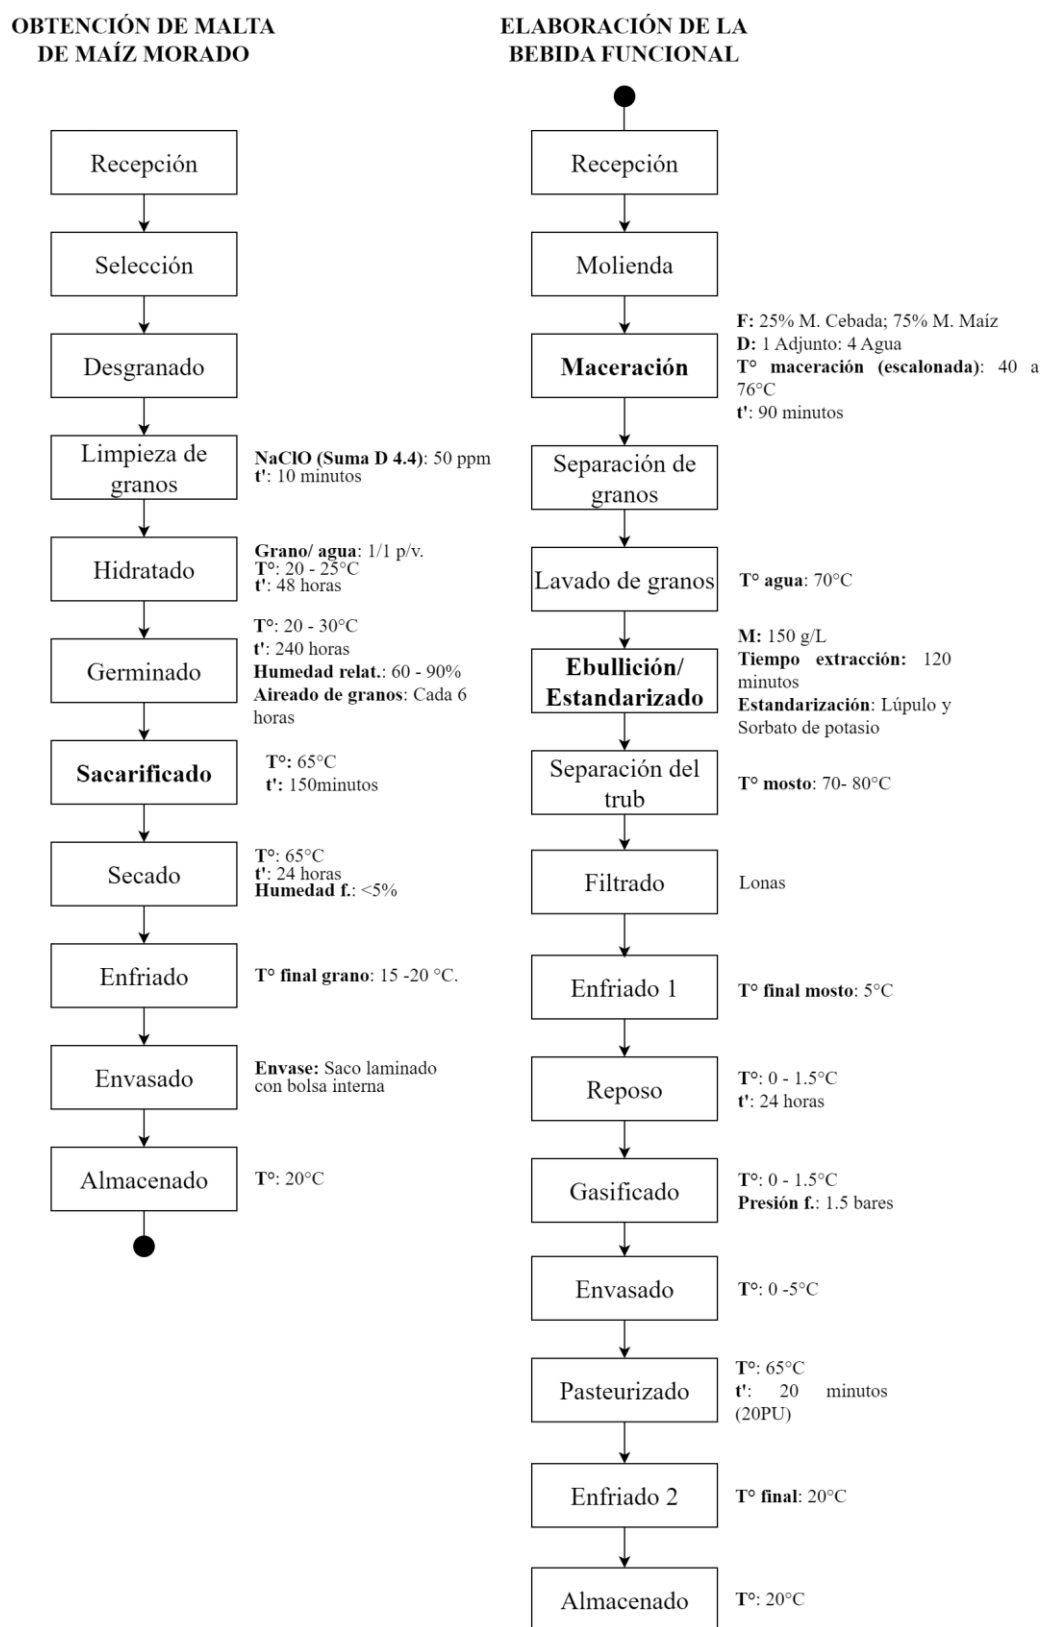 OBTENCIÓN DE MALTA
DE MAÍZ MORADO
Recepción
Selección
Desgranado
Limpieza de
granos
NaClO (Suma D 4.4): 50 ppm
t': 10 minutos
Hidratado
Grano/ agua: 1/1 p/v.
T°: 20 - 25°C
t': 48 horas
Germinado
T°: 20 - 30°C
t': 240 horas
Humedad relat.: 60 - 90%
Aireado de granos: Cada 6
horas
Sacarificado
T°: 65°C
t': 150minutos
Secado
T°: 65°C
t': 24 horas
Humedad f.: <5%
Enfriado
T° final grano: 15 -20 °C.
Envasado
Envase: Saco laminado
con bolsa interna
Almacenado
T°: 20°C
ELABORACIÓN DE LA
BEBIDA FUNCIONAL
Recepción
Molienda
Maceración
F: 25% M. Cebada; 75% M. Maíz
D: 1 Adjunto: 4 Agua
T° maceración (escalonada): 40 a
76°C
t': 90 minutos
Separación de
granos
Lavado de granos
T° agua: 70°C
Ebullición/
Estandarizado
M: 150 g/L
Tiempo extracción: 120
minutos
Estandarización: Lúpulo y
Sorbato de potasio
Separación del
trub
T° mosto: 70- 80°C
Filtrado
Lonas
Enfriado 1
T° final mosto: 5°C
Reposo
T°: 0 - 1.5°C
t': 24 horas
Gasificado
T°: 0 - 1.5°C
Presión f.: 1.5 bares
Envasado
T°: 0 -5°C
Pasteurizado
T°: 65°C
t': 20 minutos
(20PU)
Enfriado 2
T° final: 20°C
Almacenado
T°: 20°C